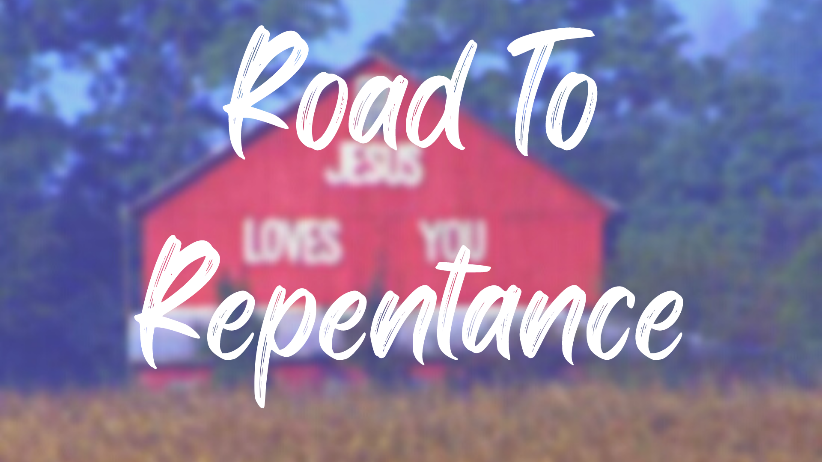 Road To
JESUS
LOVES YOU
Repentance